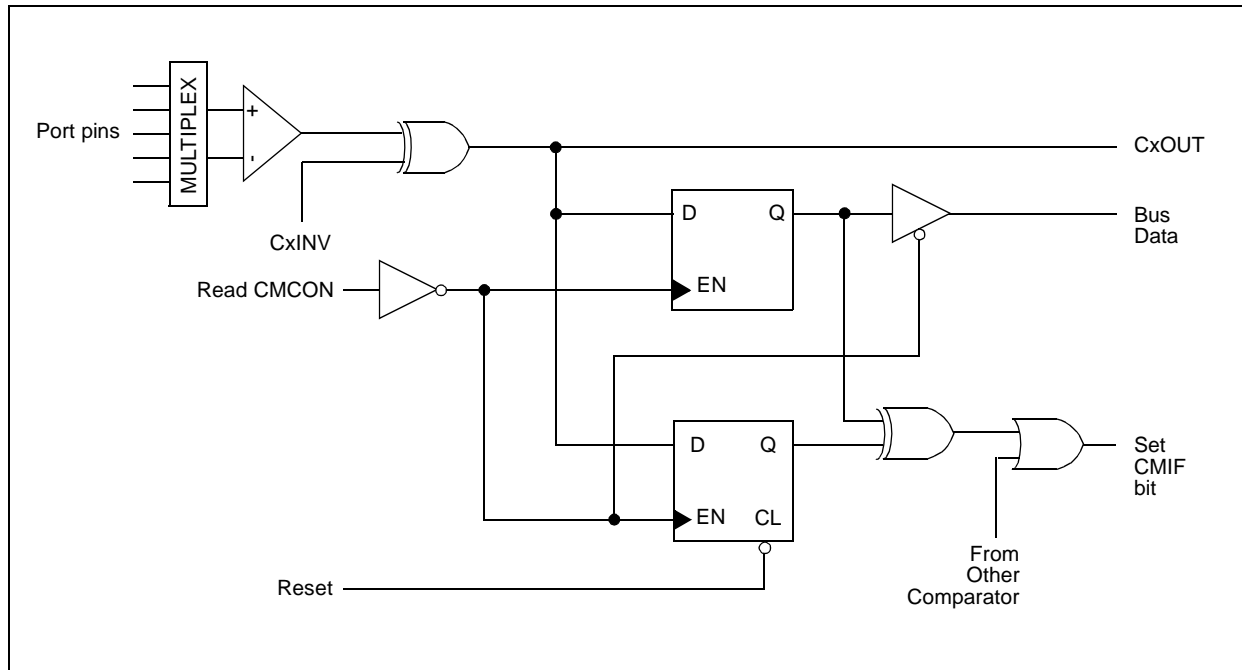 MULTIPLEX
+
-
Port pins
CxINV
CxOUT
D
Q
EN
Bus
Data
Read CMCON
D
Q
EN
CL
Set
CMIF
bit
From
Other
Comparator
Reset